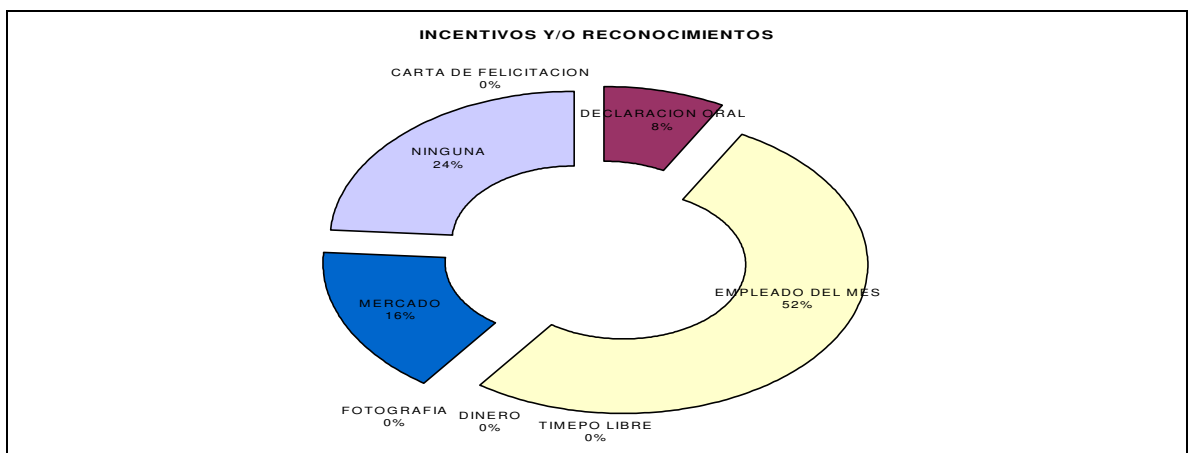 INCENTIVOS Y/O RECONOCIMIENTOS
CARTA DE FELICITACION
0%
DECLARACION ORAL
8%
NINGUNA
24%
EMPLEADO DEL MES
52%
MERCADO
16%
FOTOGRAFIA
0%
DINERO
0%
TIMEPO LIBRE
0%